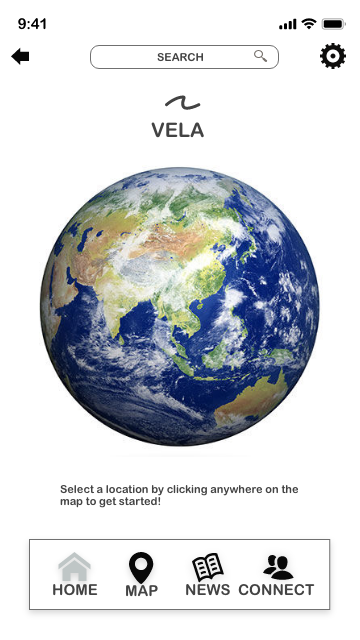 9:41
SEARCH
VELA
Select a location by clicking anywhere on the
map to get started!
HOME MAP NEWS CONNECT